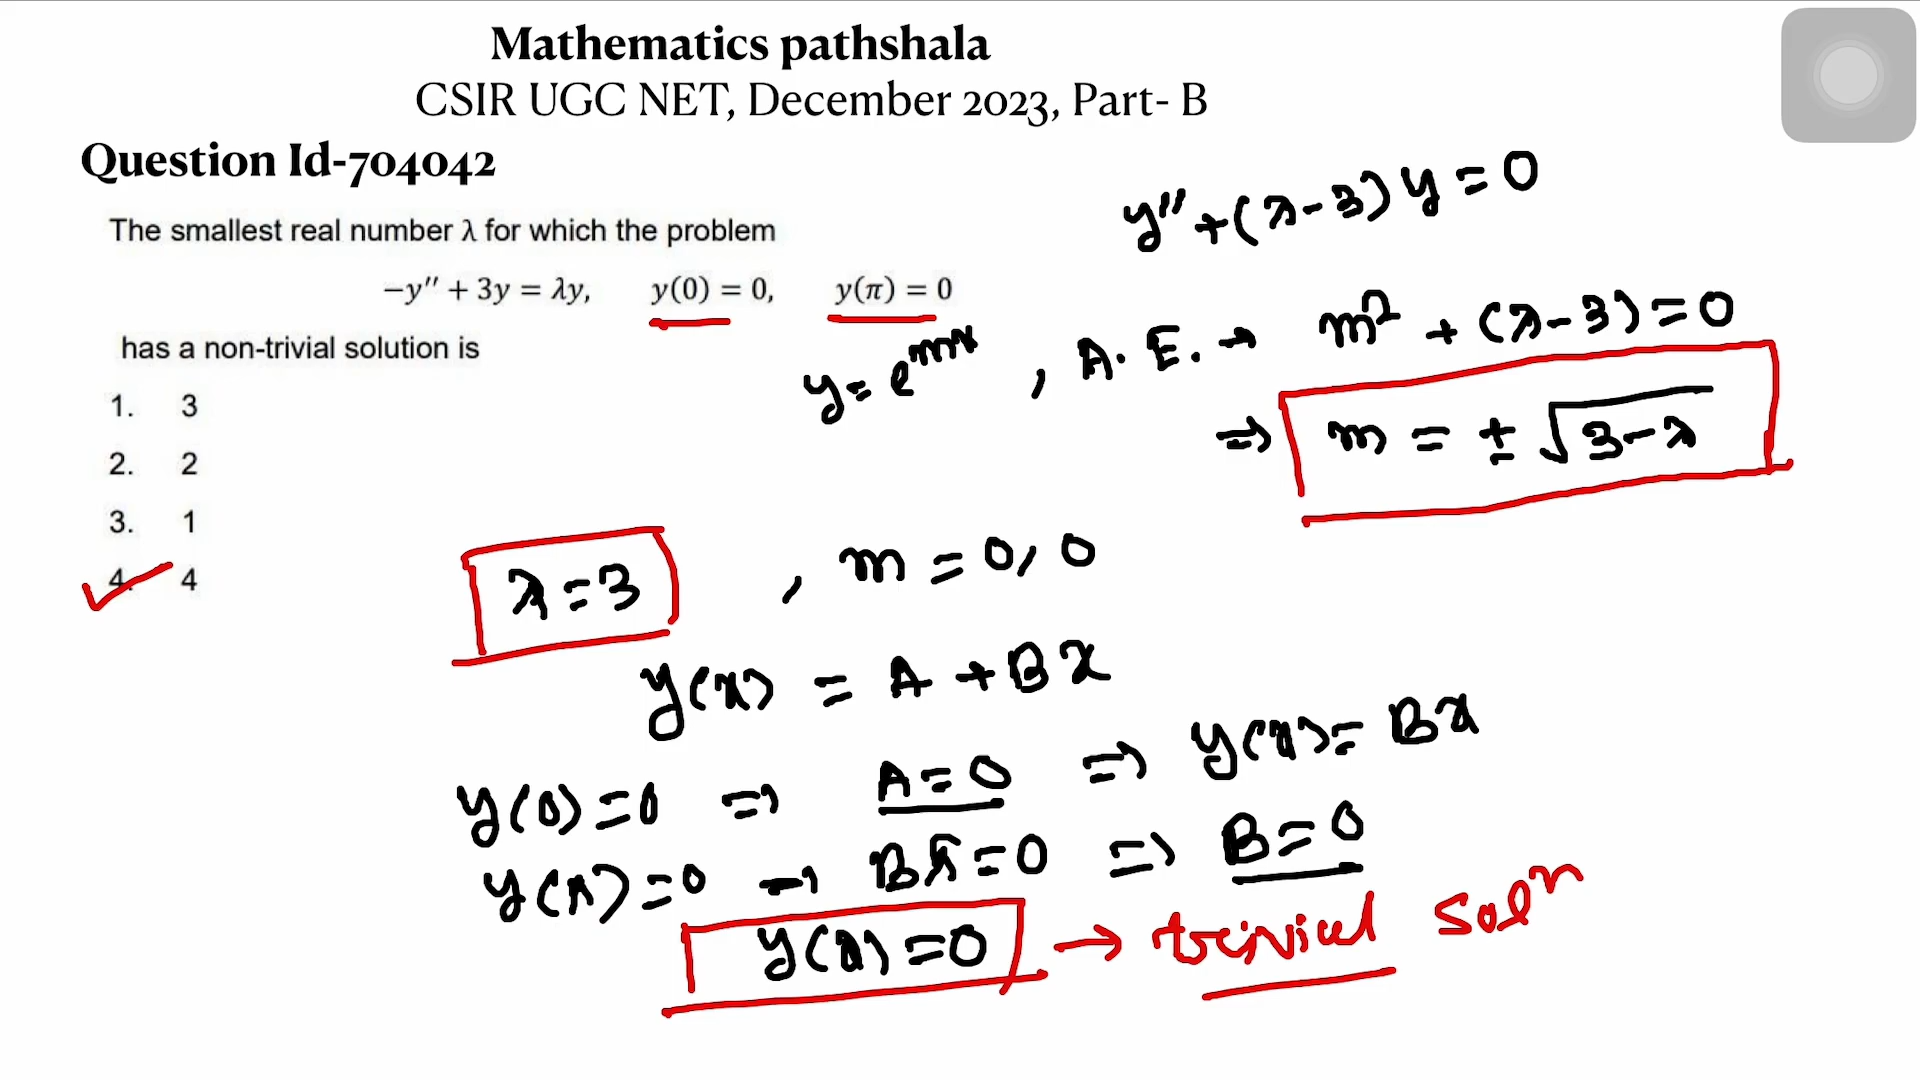 Mathematics pathshala
CSIR UGC NET, December 2023, Part- B
Question Id-704042
The smallest real number λ for which the problem
−y″ + 3y = λy, y(0) = 0, y(π) = 0
has a non-trivial solution is
1. 3
2. 2
3. 1
4. 4
y″ + (λ-3) y = 0
y = e^mx , A.E. → m² + (λ-3) = 0
⇒ m = ± √3-λ
λ = 3 , m = 0, 0
y(x) = A + Bx
y(0) = 0 ⇒ A = 0 ⇒ y(x) = Bx
y(π) = 0 → Bπ = 0 ⇒ B = 0
y(x) = 0 → trivial solⁿ